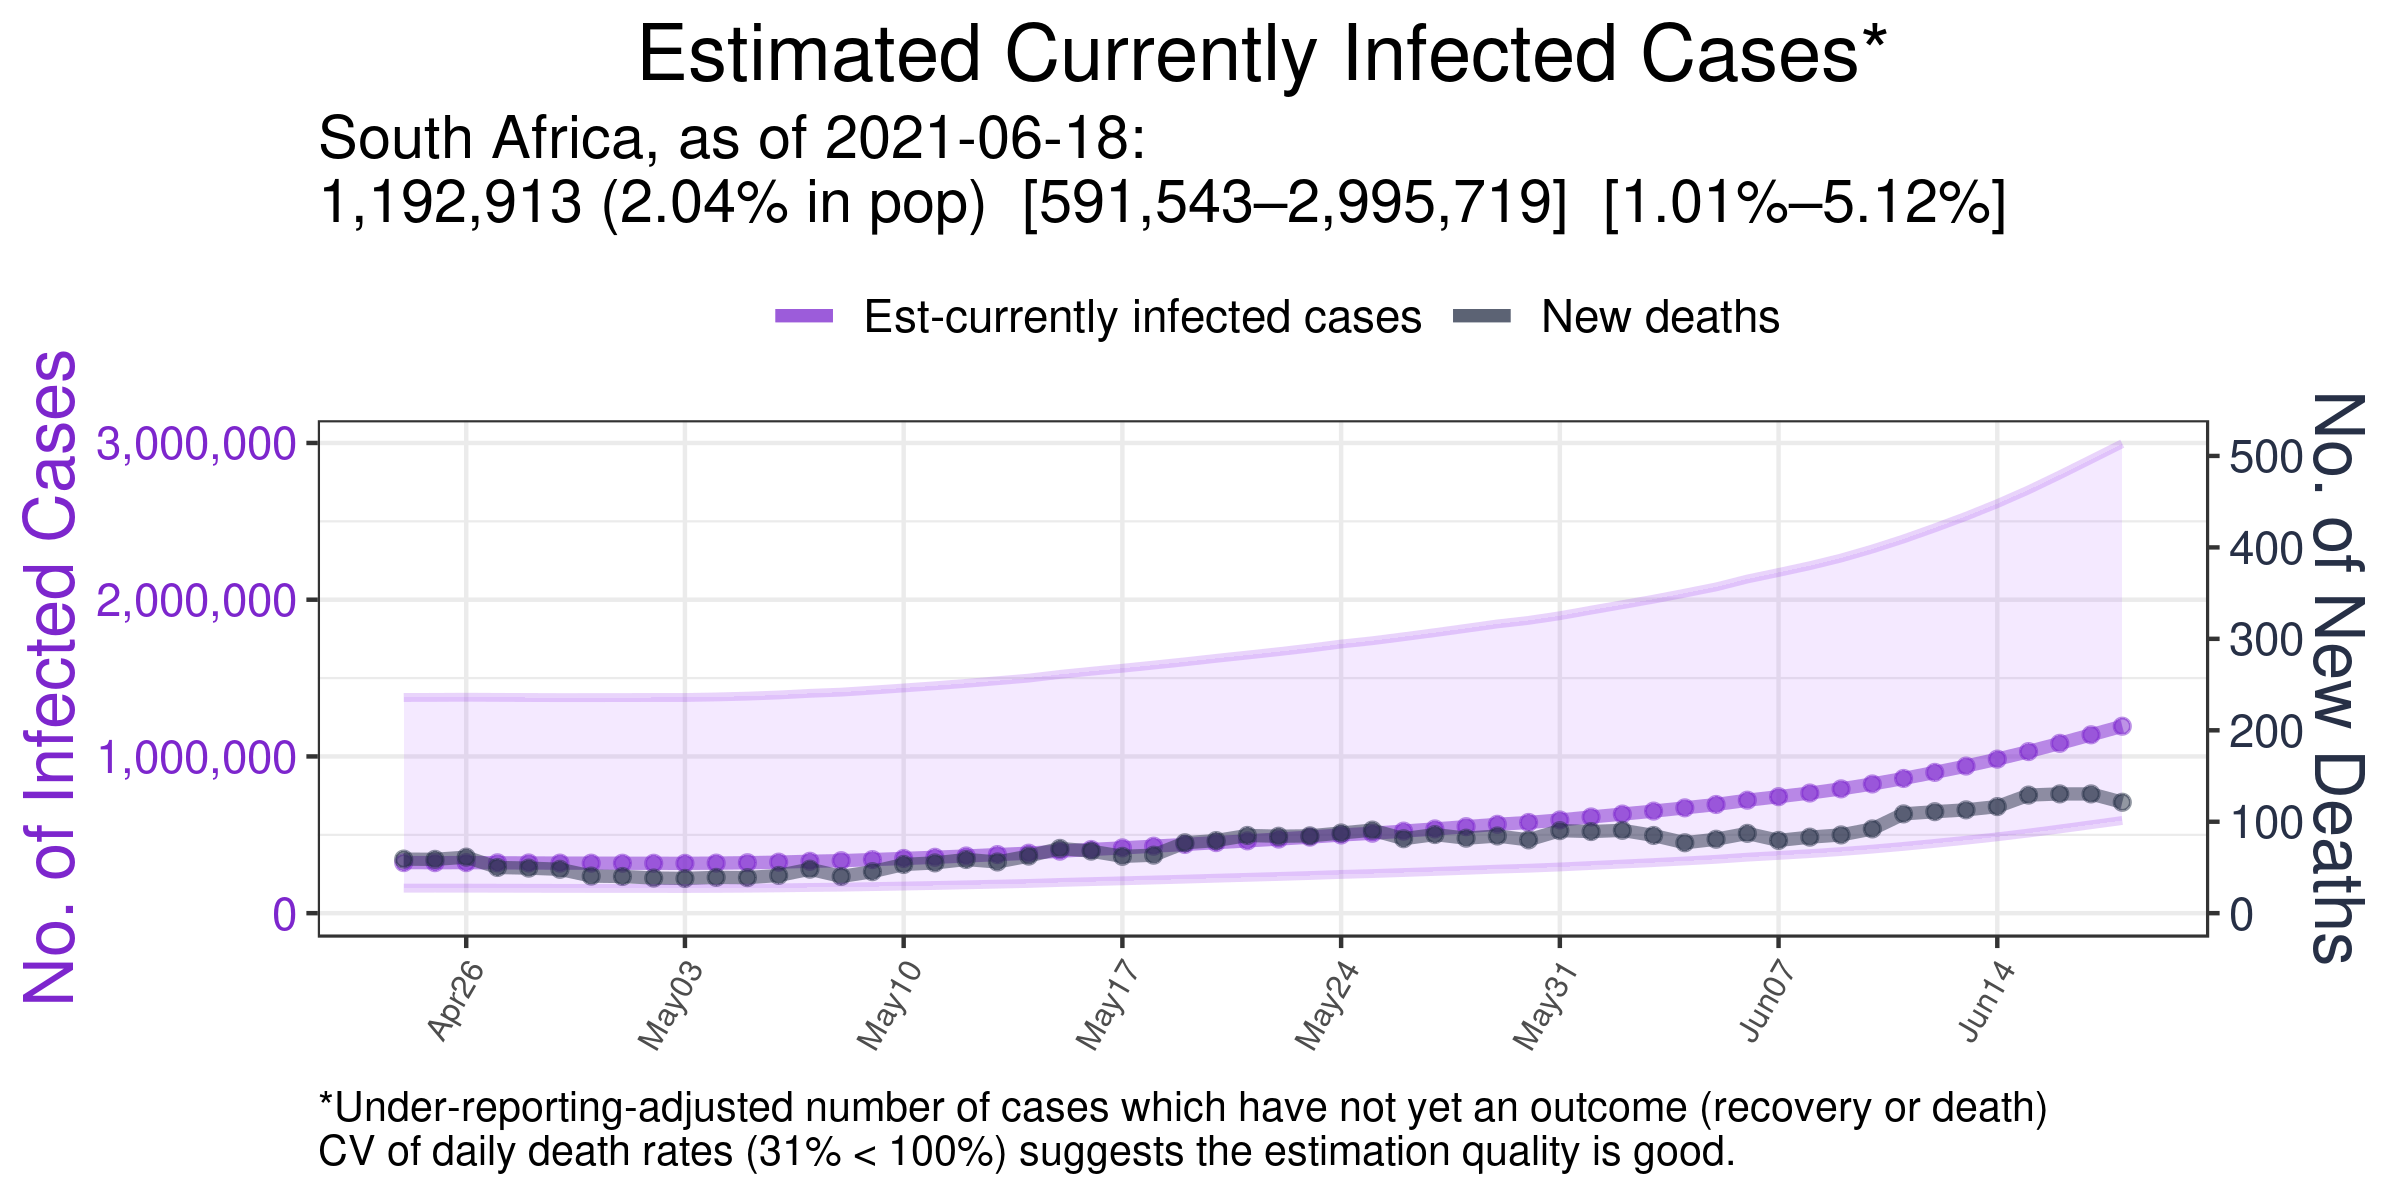 Estimated Currently Infected Cases*
South Africa, as of 2021-06-18:
1,192,913 (2.04% in pop) [591,543–2,995,719] [1.01%–5.12%]
Est-currently infected cases
New deaths
No. of Infected Cases
3,000,000
2,000,000
1,000,000
0
500
400
300
200
100
0
No. of New Deaths
Apr26
May03
May10
May17
May24
May31
Jun07
Jun14
*Under-reporting-adjusted number of cases which have not yet an outcome (recovery or death)
CV of daily death rates (31% < 100%) suggests the estimation quality is good.